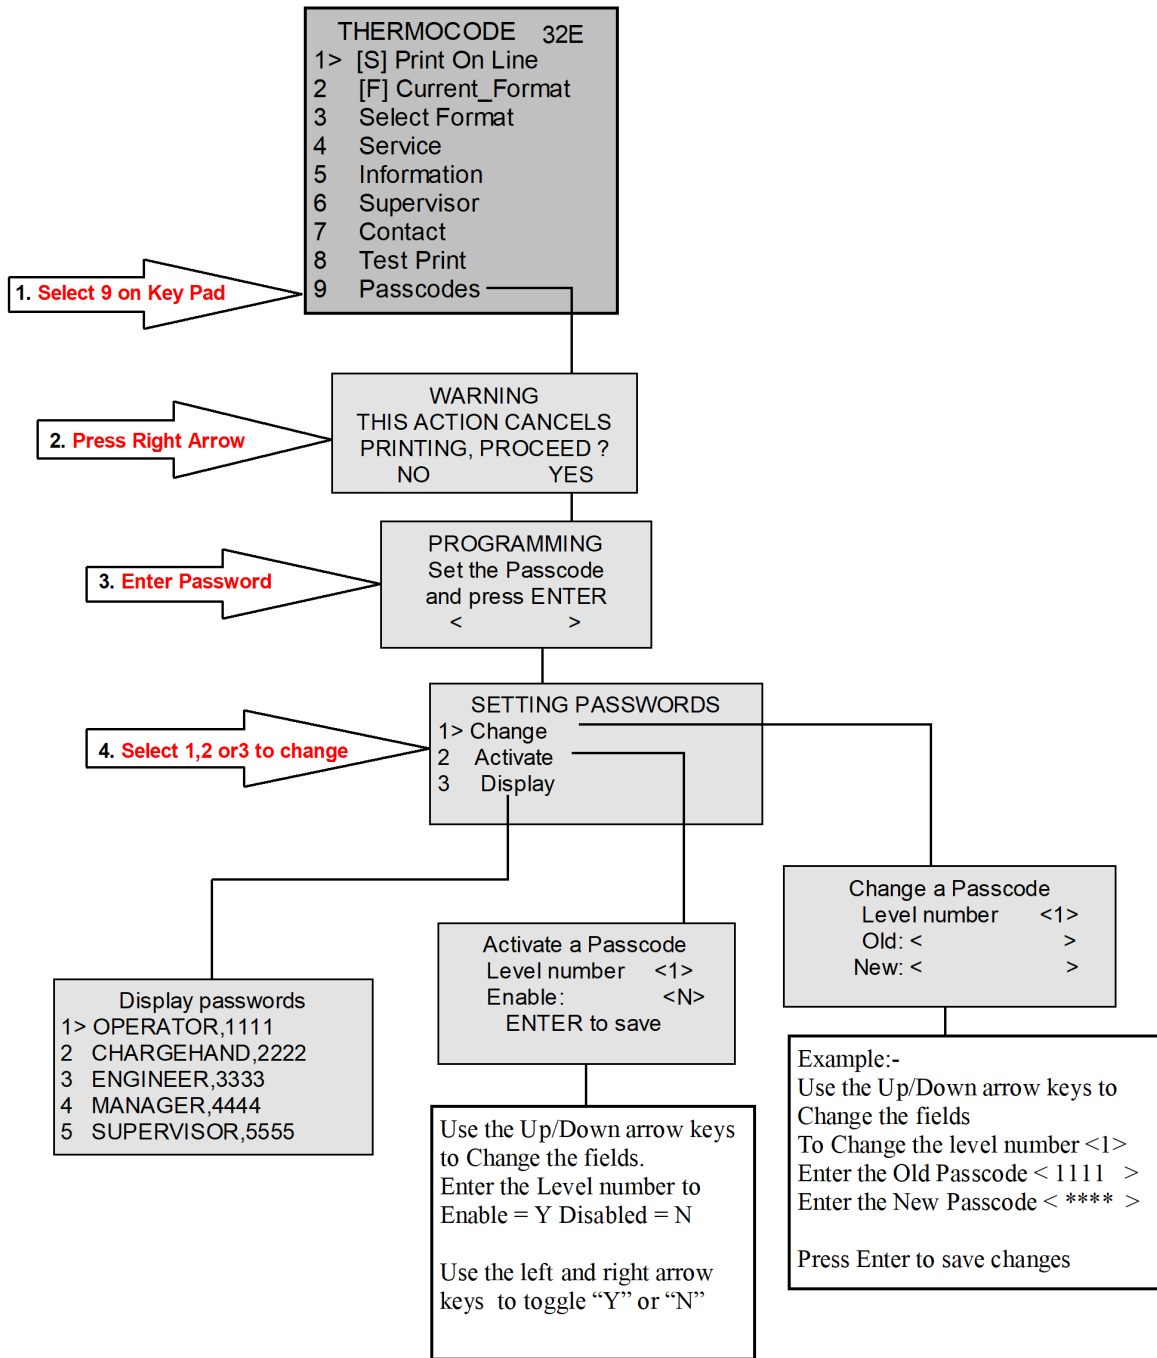 THERMOCODE 32E
1> [S] Print On Line
2 [F] Current_Format
3 Select Format
4 Service
5 Information
6 Supervisor
7 Contact
8 Test Print
9 Passcodes
1. Select 9 on Key Pad
WARNING
THIS ACTION CANCELS
PRINTING, PROCEED ?
NO YES
2. Press Right Arrow
PROGRAMMING
Set the Passcode
and press ENTER
< >
3. Enter Password
SETTING PASSWORDS
1> Change
2 Activate
3 Display
4. Select 1,2 or3 to change
Display passwords
1> OPERATOR,1111
2 CHARGEHAND,2222
3 ENGINEER,3333
4 MANAGER,4444
5 SUPERVISOR,5555
Activate a Passcode
Level number <1>
Enable: <N>
ENTER to save
Use the Up/Down arrow keys
to Change the fields.
Enter the Level number to
Enable = Y Disabled = N
Use the left and right arrow
keys to toggle “Y” or “N”
Change a Passcode
Level number <1>
Old: < >
New: < >
Example:-
Use the Up/Down arrow keys to
Change the fields
To Change the level number <1>
Enter the Old Passcode < 1111 >
Enter the New Passcode < **** >
Press Enter to save changes